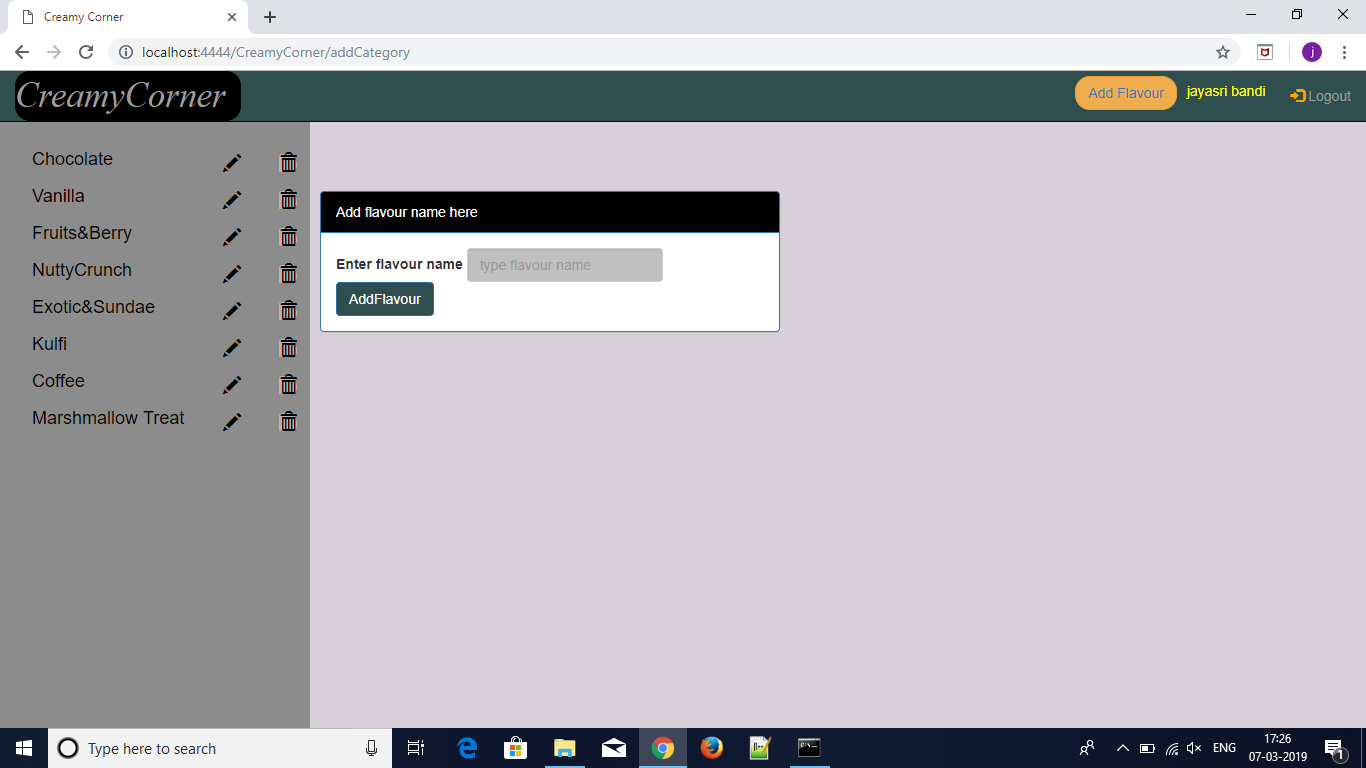 Creamy Corner
localhost:4444/CreamyCorner/addCategory
j
CreamyCorner
Add Flavour
jayasri bandi
Logout
Chocolate
Vanilla
Fruits&Berry
NuttyCrunch
Exotic&Sundae
Kulfi
Coffee
Marshmallow Treat
Add flavour name here
Enter flavour name
type flavour name
AddFlavour
Type here to search
ENG
17:26
07-03-2019
1